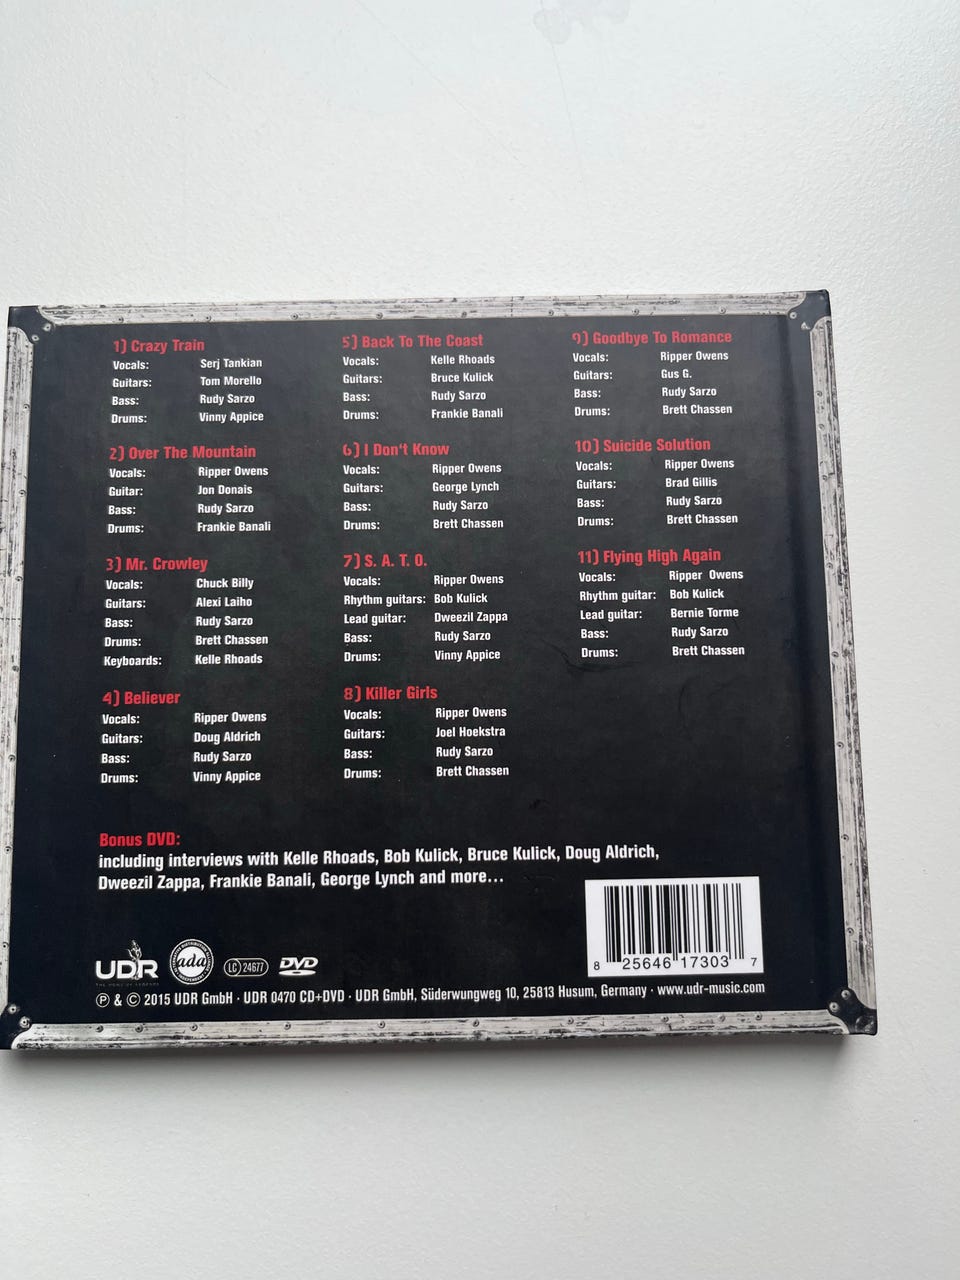 1) Crazy Train
Vocals: Serj Tankian
Guitars: Tom Morello
Bass: Rudy Sarzo
Drums: Vinny Appice
2) Over The Mountain
Vocals: Ripper Owens
Guitar: Jon Donais
Bass: Rudy Sarzo
Drums: Frankie Banali
3) Mr. Crowley
Vocals: Chuck Billy
Guitars: Alexi Laiho
Bass: Rudy Sarzo
Drums: Brett Chassen
Keyboards: Kelle Rhoads
4) Believer
Vocals: Ripper Owens
Guitars: Doug Aldrich
Bass: Rudy Sarzo
Drums: Vinny Appice
5) Back To The Coast
Vocals: Kelle Rhoads
Guitars: Bruce Kulick
Bass: Rudy Sarzo
Drums: Frankie Banali
6) I Don't Know
Vocals: Ripper Owens
Guitars: George Lynch
Bass: Rudy Sarzo
Drums: Brett Chassen
7) S. A. T. O.
Vocals: Ripper Owens
Rhythm guitars: Bob Kulick
Lead guitar: Dweezil Zappa
Bass: Rudy Sarzo
Drums: Vinny Appice
8) Killer Girls
Vocals: Ripper Owens
Guitars: Joel Hoekstra
Bass: Rudy Sarzo
Drums: Brett Chassen
9) Goodbye To Romance
Vocals: Ripper Owens
Guitars: Gus G.
Bass: Rudy Sarzo
Drums: Brett Chassen
10) Suicide Solution
Vocals: Ripper Owens
Guitars: Brad Gillis
Bass: Rudy Sarzo
Drums: Brett Chassen
11) Flying High Again
Vocals: Ripper Owens
Rhythm guitar: Bob Kulick
Lead guitar: Bernie Torme
Bass: Rudy Sarzo
Drums: Brett Chassen
Bonus DVD:
including interviews with Kelle Rhoads, Bob Kulick, Bruce Kulick, Doug Aldrich,
Dweezil Zappa, Frankie Banali, George Lynch and more...
8 25646 17303 7
UDR ada LC 24677 DVD
THE HOME OF LEGENDS
℗ & © 2015 UDR GmbH · UDR 0470 CD+DVD · UDR GmbH, Süderwungweg 10, 25813 Husum, Germany · www.udr-music.com